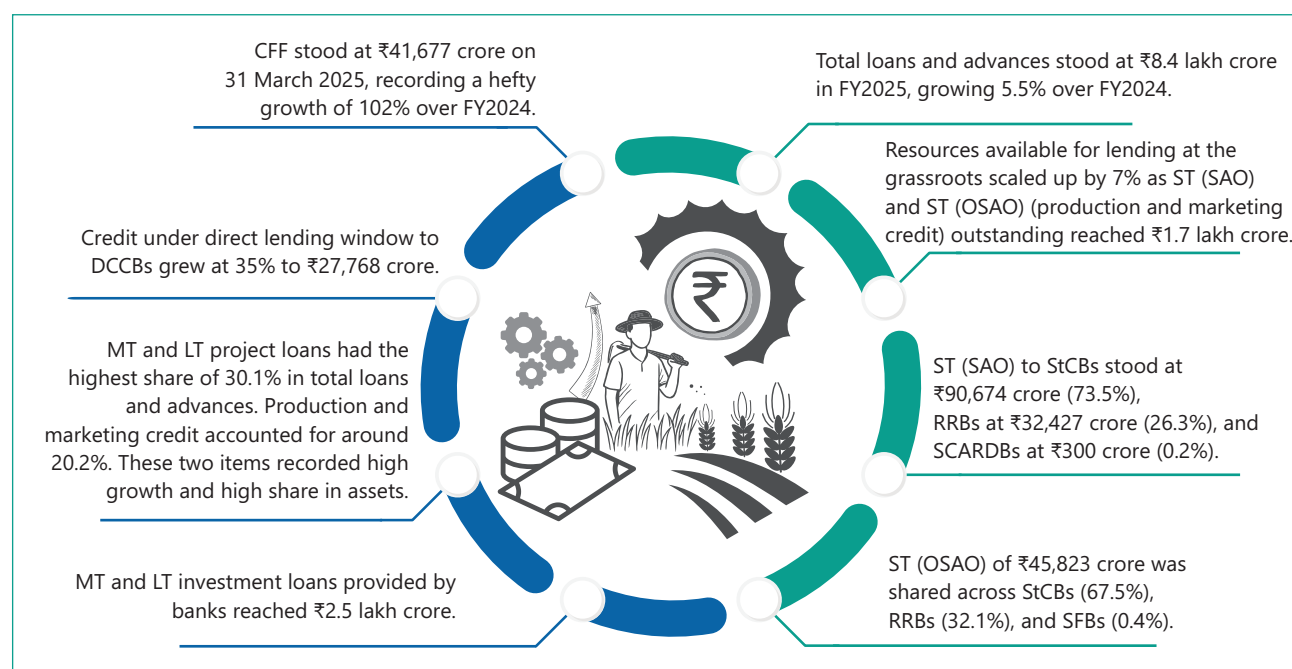 CFF stood at ₹41,677 crore on
31 March 2025, recording a hefty
growth of 102% over FY2024.
Total loans and advances stood at ₹8.4 lakh crore
in FY2025, growing 5.5% over FY2024.
Resources available for lending at the
grassroots scaled up by 7% as ST (SAO)
and ST (OSAO) (production and marketing
credit) outstanding reached ₹1.7 lakh crore.
Credit under direct lending window to
DCCBs grew at 35% to ₹27,768 crore.
₹
MT and LT project loans had the
highest share of 30.1% in total loans
and advances. Production and
marketing credit accounted for around
20.2%. These two items recorded high
growth and high share in assets.
ST (SAO) to StCBs stood at
₹90,674 crore (73.5%),
RRBs at ₹32,427 crore (26.3%), and
SCARDBs at ₹300 crore (0.2%).
MT and LT investment loans provided by
banks reached ₹2.5 lakh crore.
ST (OSAO) of ₹45,823 crore was
shared across StCBs (67.5%),
RRBs (32.1%), and SFBs (0.4%).